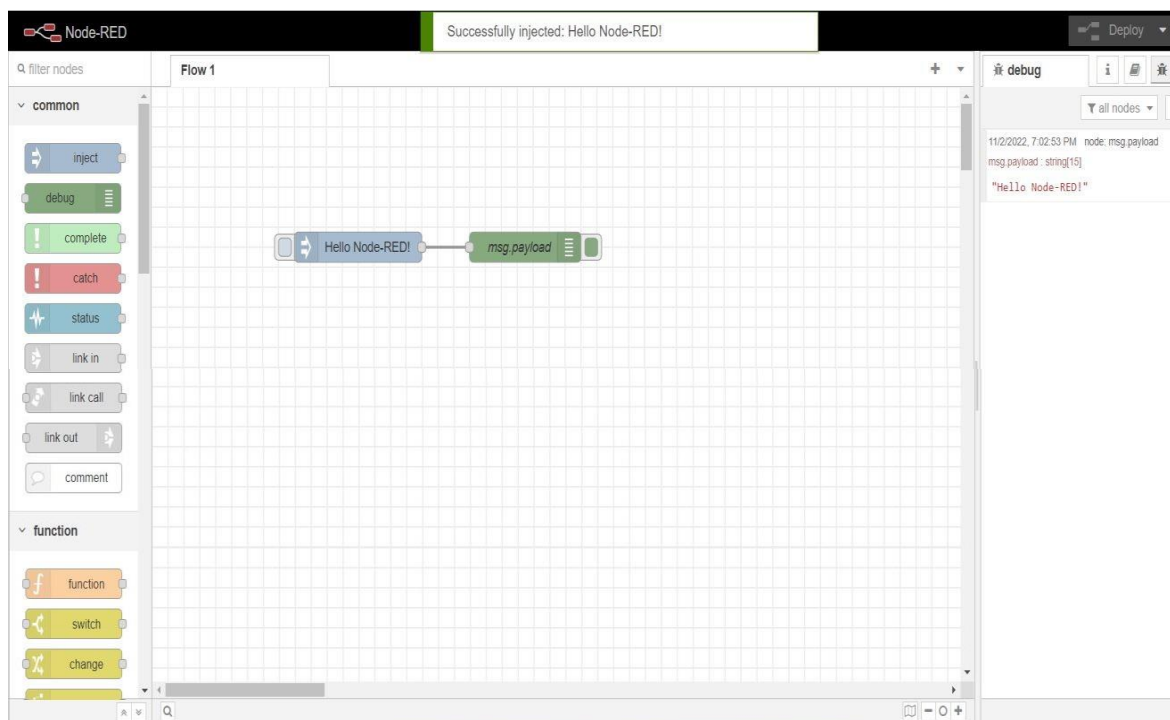 Node-RED
Successfully injected: Hello Node-RED!
Deploy
filter nodes
Flow 1
debug
i
common
all nodes
inject
11/2/2022, 7:02:53 PM node: msg.payload
msg.payload : string[15]
"Hello Node-RED!"
debug
complete
Hello Node-RED!
msg.payload
catch
status
link in
link call
link out
comment
function
function
switch
change